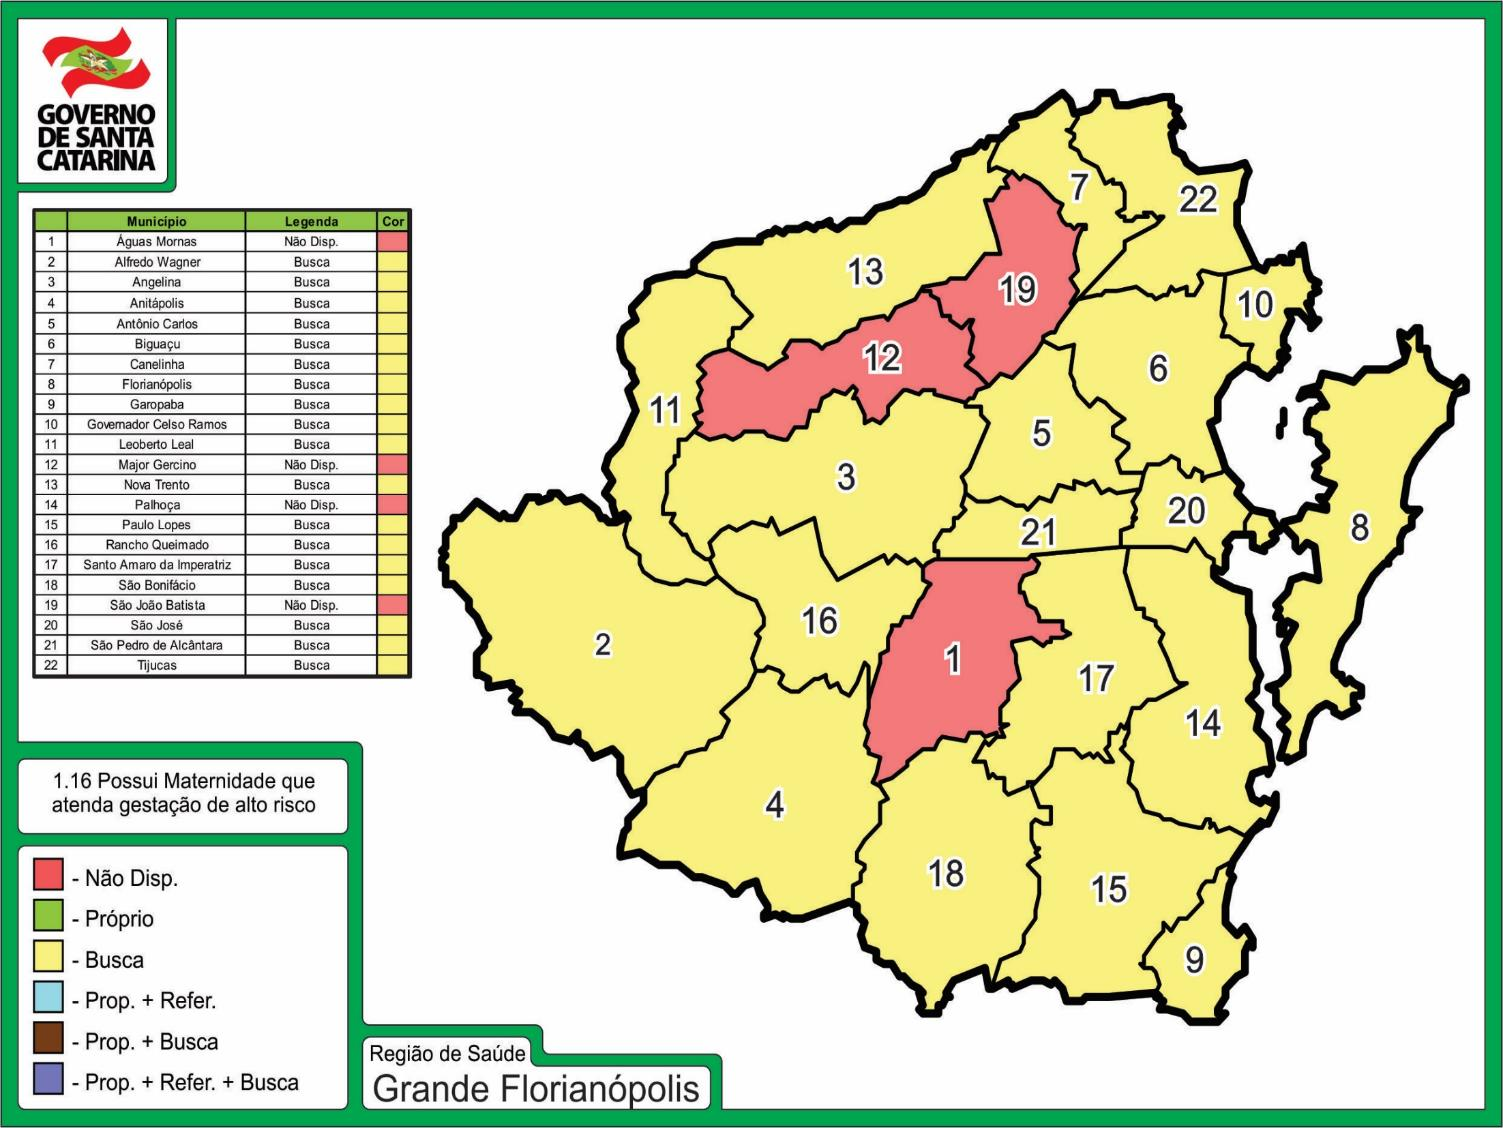 GOVERNO
DE SANTA
CATARINA
Município Legenda Cor
1 Águas Mornas Não Disp.
2 Alfredo Wagner Busca
3 Angelina Busca
4 Anitápolis Busca
5 Antônio Carlos Busca
6 Biguaçu Busca
7 Canelinha Busca
8 Florianópolis Busca
9 Garopaba Busca
10 Governador Celso Ramos Busca
11 Leoberto Leal Busca
12 Major Gercino Não Disp.
13 Nova Trento Busca
14 Palhoça Não Disp.
15 Paulo Lopes Busca
16 Rancho Queimado Busca
17 Santo Amaro da Imperatriz Busca
18 São Bonifácio Busca
19 São João Batista Não Disp.
20 São José Busca
21 São Pedro de Alcântara Busca
22 Tijucas Busca
7
22
13
19
10
12
6
11
5
3
20
21
8
16
2
1
17
14
4
18
15
9
1.16 Possui Maternidade que
atenda gestação de alto risco
- Não Disp.
- Próprio
- Busca
- Prop. + Refer.
- Prop. + Busca
- Prop. + Refer. + Busca
Região de Saúde
Grande Florianópolis